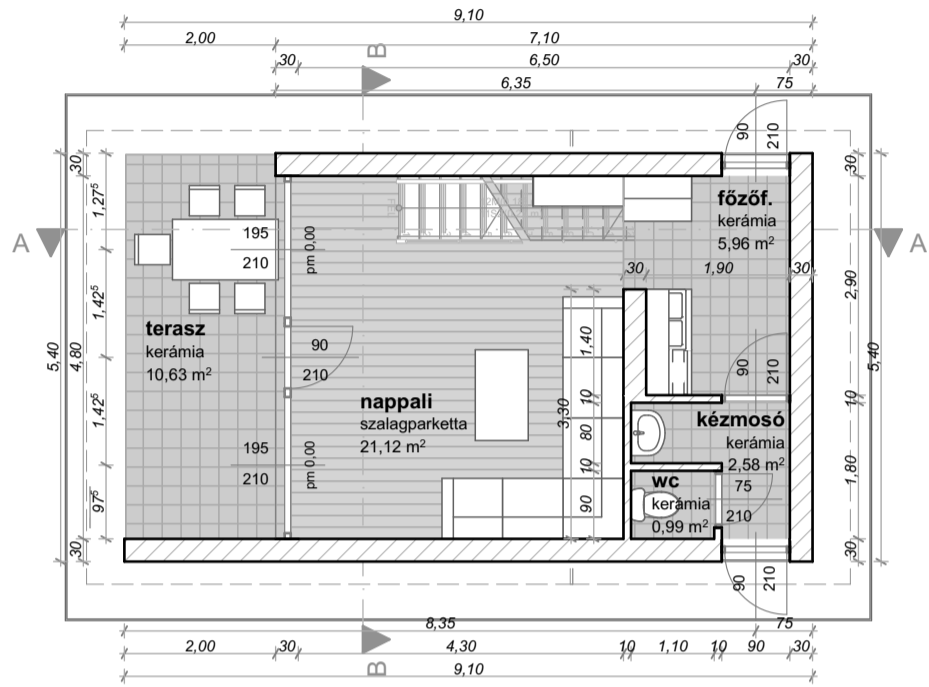 9,10
2,00 7,10
30 6,50 30
6,35 75
B
90 210
30
30
1,27⁵
főzőf.
kerámia
5,96 m²
195
210
pm 0,00
A
A
30 1,90 30
2,90
1,42⁵
terasz
kerámia
10,63 m²
90
210
1,40
90 210
5,40
4,80
5,40
nappali
szalagparketta
21,12 m²
3,30
10
80
10
90
10
kézmosó
kerámia
2,58 m²
1,42⁵
195
210
pm 0,00
wc
kerámia
0,99 m²
75
210
1,80
97⁵
30
30
90 210
B
8,35 75
2,00 30 4,30 10 1,10 10 90 30
9,10